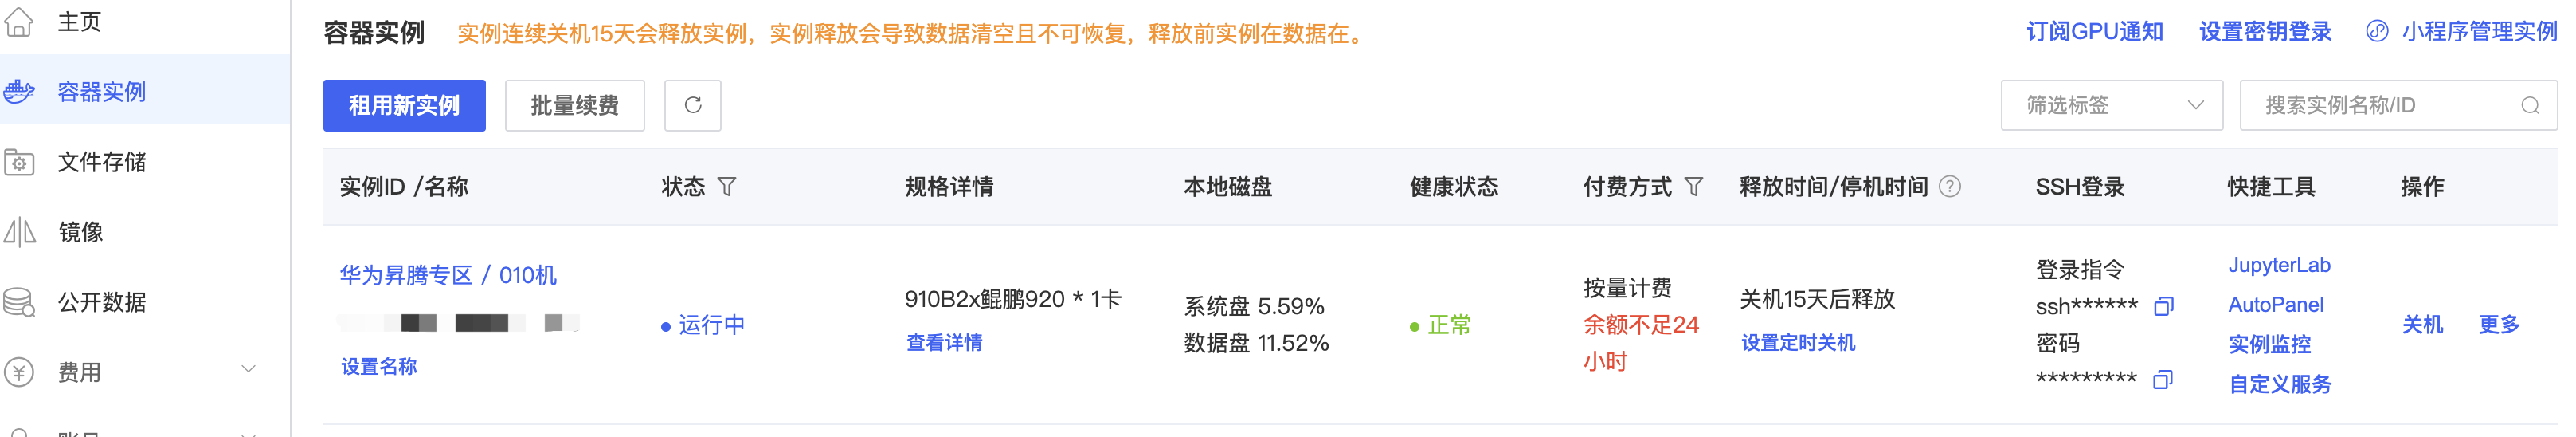 主页
容器实例
文件存储
镜像
公开数据
费用
容器实例 实例连续关机15天会释放实例，实例释放会导致数据清空且不可恢复，释放前实例在数据在。
订阅GPU通知 设置密钥登录 小程序管理实例
租用新实例 批量续费
筛选标签 搜索实例名称/ID
实例ID /名称 状态 规格详情 本地磁盘 健康状态 付费方式 释放时间/停机时间 SSH登录 快捷工具 操作
华为昇腾专区 / 010机
设置名称
运行中
910B2x鲲鹏920 * 1卡
查看详情
系统盘 5.59%
数据盘 11.52%
正常
按量计费
余额不足24
小时
关机15天后释放
设置定时关机
登录指令
ssh******
密码
*********
JupyterLab
AutoPanel
实例监控
自定义服务
关机 更多